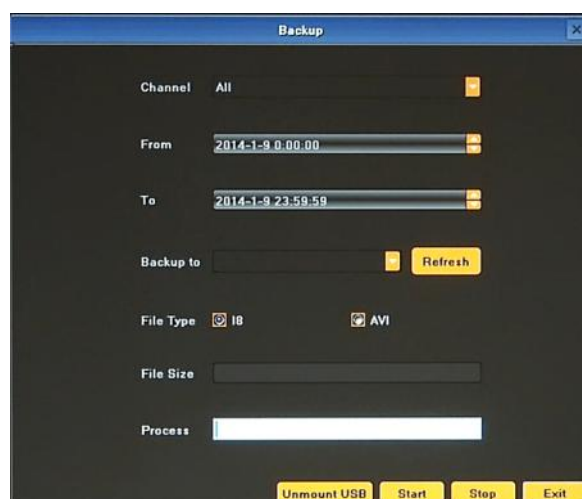 Backup
Channel All
From 2014-1-9 0:00:00
To 2014-1-9 23:59:59
Backup to Refresh
File Type I8 AVI
File Size
Process
Unmount USB Start Stop Exit